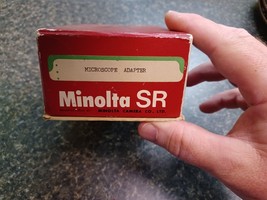 MICROSCOPE ADAPTER
Minolta SR
MINOLTA CAMERA CO., LTD.